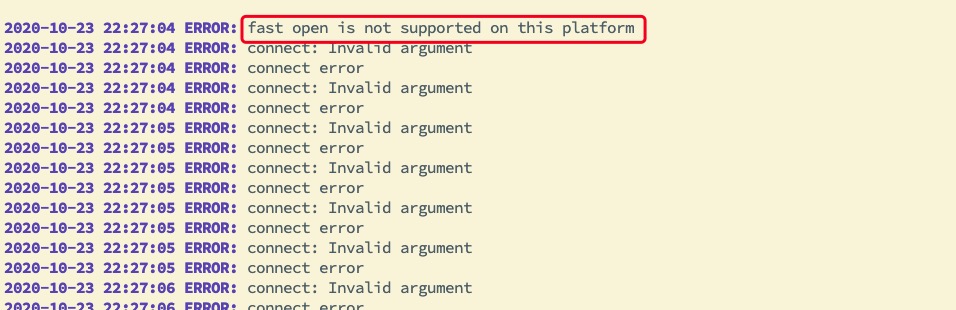 2020-10-23 22:27:04 ERROR: fast open is not supported on this platform
2020-10-23 22:27:04 ERROR: connect: Invalid argument
2020-10-23 22:27:04 ERROR: connect error
2020-10-23 22:27:04 ERROR: connect: Invalid argument
2020-10-23 22:27:04 ERROR: connect error
2020-10-23 22:27:05 ERROR: connect: Invalid argument
2020-10-23 22:27:05 ERROR: connect error
2020-10-23 22:27:05 ERROR: connect: Invalid argument
2020-10-23 22:27:05 ERROR: connect error
2020-10-23 22:27:05 ERROR: connect: Invalid argument
2020-10-23 22:27:05 ERROR: connect error
2020-10-23 22:27:05 ERROR: connect: Invalid argument
2020-10-23 22:27:05 ERROR: connect error
2020-10-23 22:27:06 ERROR: connect: Invalid argument
2020-10-23 22:27:06 ERROR: connect error